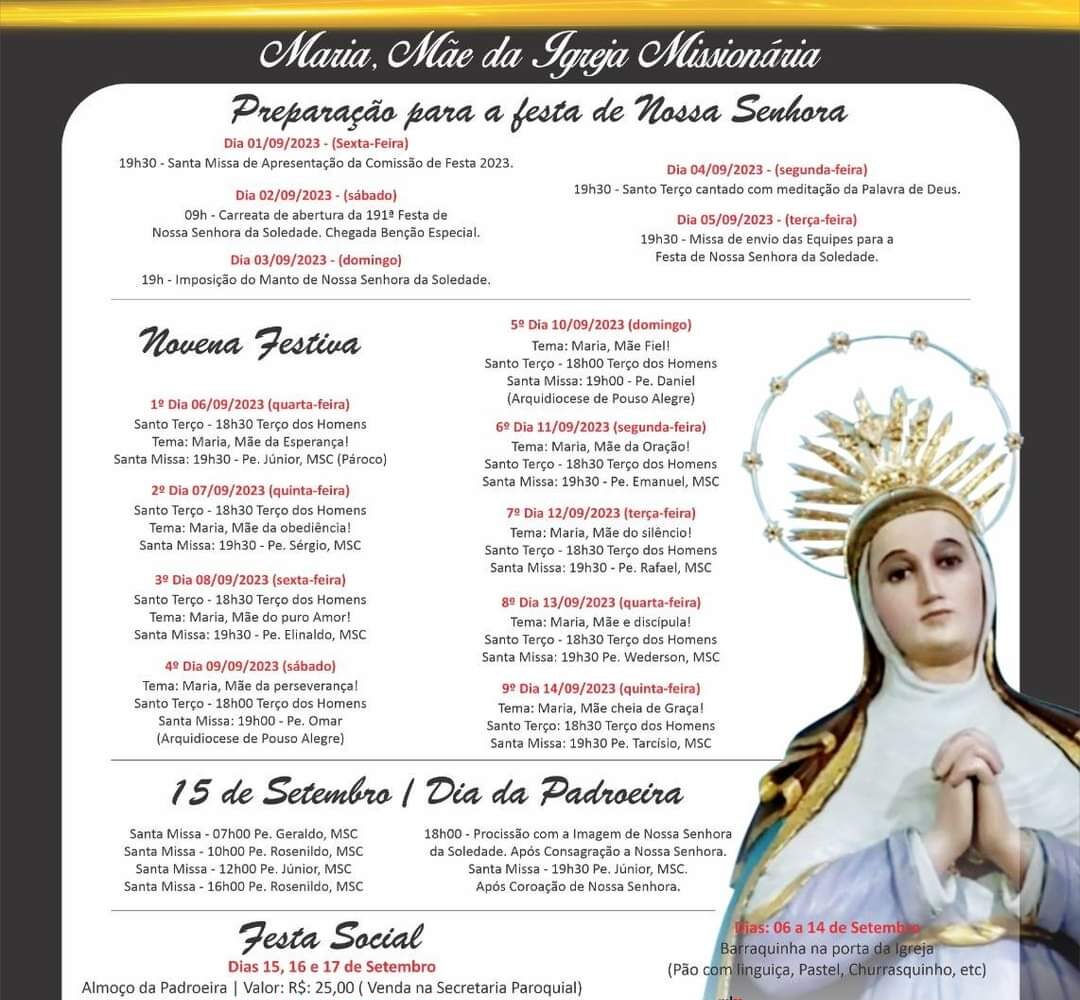 Maria, Mãe da Igreja Missionária
Preparação para a festa de Nossa Senhora
Dia 01/09/2023 - (Sexta-Feira)
19h30 - Santa Missa de Apresentação da Comissão de Festa 2023.
Dia 02/09/2023 - (sábado)
09h - Carreata de abertura da 191ª Festa de
Nossa Senhora da Soledade. Chegada Benção Especial.
Dia 03/09/2023 - (domingo)
19h - Imposição do Manto de Nossa Senhora da Soledade.
Dia 04/09/2023 - (segunda-feira)
19h30 - Santo Terço cantado com meditação da Palavra de Deus.
Dia 05/09/2023 - (terça-feira)
19h30 - Missa de envio das Equipes para a
Festa de Nossa Senhora da Soledade.
Novena Festiva
1º Dia 06/09/2023 (quarta-feira)
Santo Terço - 18h30 Terço dos Homens
Tema: Maria, Mãe da Esperança!
Santa Missa: 19h30 - Pe. Júnior, MSC (Pároco)
2º Dia 07/09/2023 (quinta-feira)
Santo Terço - 18h30 Terço dos Homens
Tema: Maria, Mãe da obediência!
Santa Missa: 19h30 - Pe. Sérgio, MSC
3º Dia 08/09/2023 (sexta-feira)
Santo Terço - 18h30 Terço dos Homens
Tema: Maria, Mãe do puro Amor!
Santa Missa: 19h30 - Pe. Elinaldo, MSC
4º Dia 09/09/2023 (sábado)
Tema: Maria, Mãe da perseverança!
Santo Terço - 18h00 Terço dos Homens
Santa Missa: 19h00 - Pe. Omar
(Arquidiocese de Pouso Alegre)
5º Dia 10/09/2023 (domingo)
Tema: Maria, Mãe Fiel!
Santo Terço - 18h00 Terço dos Homens
Santa Missa: 19h00 - Pe. Daniel
(Arquidiocese de Pouso Alegre)
6º Dia 11/09/2023 (segunda-feira)
Tema: Maria, Mãe da Oração!
Santo Terço - 18h30 Terço dos Homens
Santa Missa: 19h30 - Pe. Emanuel, MSC
7º Dia 12/09/2023 (terça-feira)
Tema: Maria, Mãe do silêncio!
Santo Terço - 18h30 Terço dos Homens
Santa Missa: 19h30 - Pe. Rafael, MSC
8º Dia 13/09/2023 (quarta-feira)
Tema: Maria, Mãe e discípula!
Santo Terço - 18h30 Terço dos Homens
Santa Missa: 19h30 Pe. Wederson, MSC
9º Dia 14/09/2023 (quinta-feira)
Tema: Maria, Mãe cheia de Graça!
Santo Terço: 18h30 Terço dos Homens
Santa Missa: 19h30 Pe. Tarcísio, MSC
15 de Setembro / Dia da Padroeira
Santa Missa - 07h00 Pe. Geraldo, MSC
Santa Missa - 10h00 Pe. Rosenildo, MSC
Santa Missa - 12h00 Pe. Júnior, MSC
Santa Missa - 16h00 Pe. Rosenildo, MSC
18h00 - Procissão com a Imagem de Nossa Senhora
da Soledade. Após Consagração a Nossa Senhora.
Santa Missa - 19h30 Pe. Júnior, MSC.
Após Coroação de Nossa Senhora.
Festa Social
Dias 15, 16 e 17 de Setembro
Almoço da Padroeira | Valor: R$: 25,00 ( Venda na Secretaria Paroquial)
Dias: 06 a 14 de Setembro
Barraquinha na porta da Igreja
(Pão com linguiça, Pastel, Churrasquinho, etc)